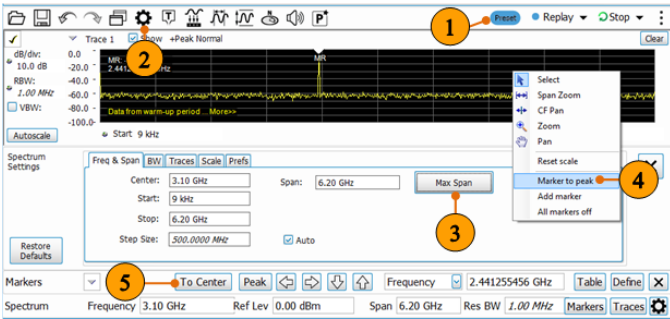 1 Preset Replay Stop
2
Trace 1 Show +Peak Normal Clear
dB/div: 0.0
10.0 dB -20.0 MR:
2.441255456 GHz MR
RBW: -40.0
1.00 MHz -60.0
VBW: -80.0 Data from warm-up period ... More>>
-100.0
Autoscale Start 9 kHz
Select
Span Zoom
CF Pan
Zoom
Pan
Reset scale
Marker to peak 4
Add marker
All markers off
Spectrum
Settings
Freq & Span BW Traces Scale Prefs
Center: 3.10 GHz Span: 6.20 GHz Max Span
Start: 9 kHz
Stop: 6.20 GHz 3
Step Size: 500.0000 MHz Auto
Restore
Defaults
Markers 5 To Center Peak Frequency 2.441255456 GHz Table Define
Spectrum Frequency 3.10 GHz Ref Lev 0.00 dBm Span 6.20 GHz Res BW 1.00 MHz Markers Traces